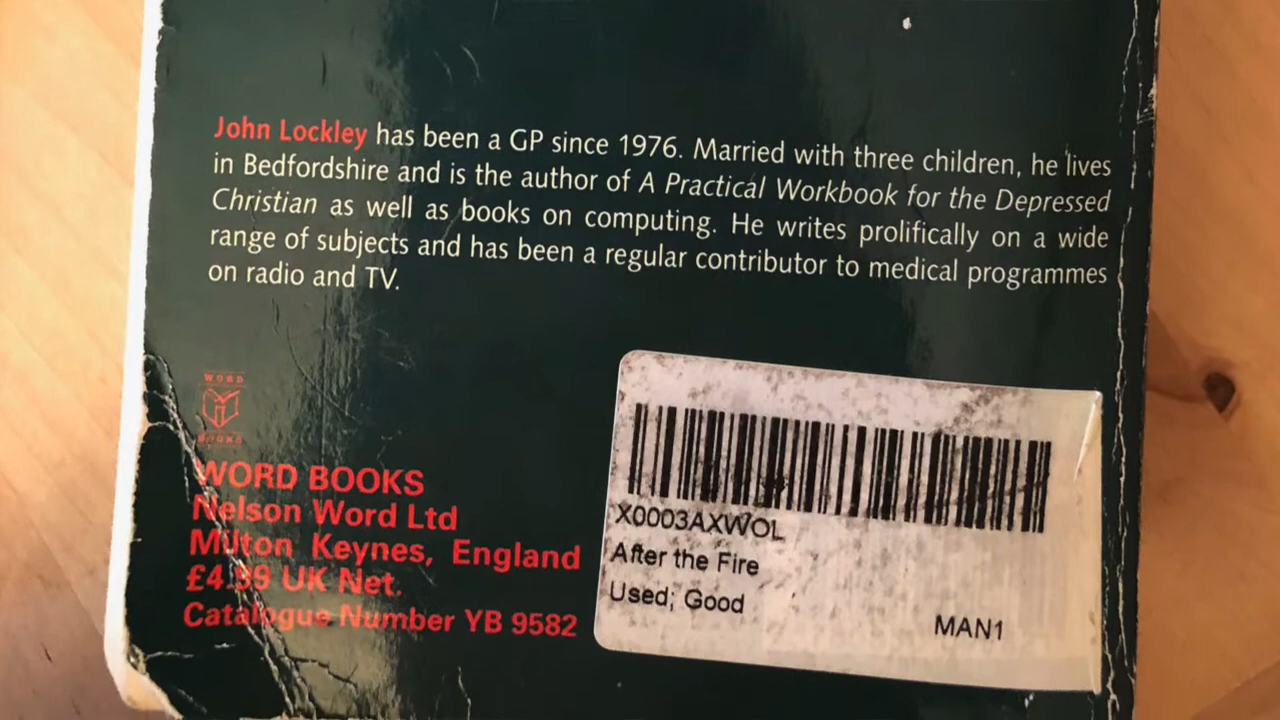 John Lockley has been a GP since 1976. Married with three children, he lives
in Bedfordshire and is the author of A Practical Workbook for the Depressed
Christian as well as books on computing. He writes prolifically on a wide
range of subjects and has been a regular contributor to medical programmes
on radio and TV.
WORD
BOOKS
WORD BOOKS
Nelson Word Ltd
Milton Keynes, England
£4.99 UK Net.
Catalogue Number YB 9582
X0003AXWOL
After the Fire
Used; Good
MAN1